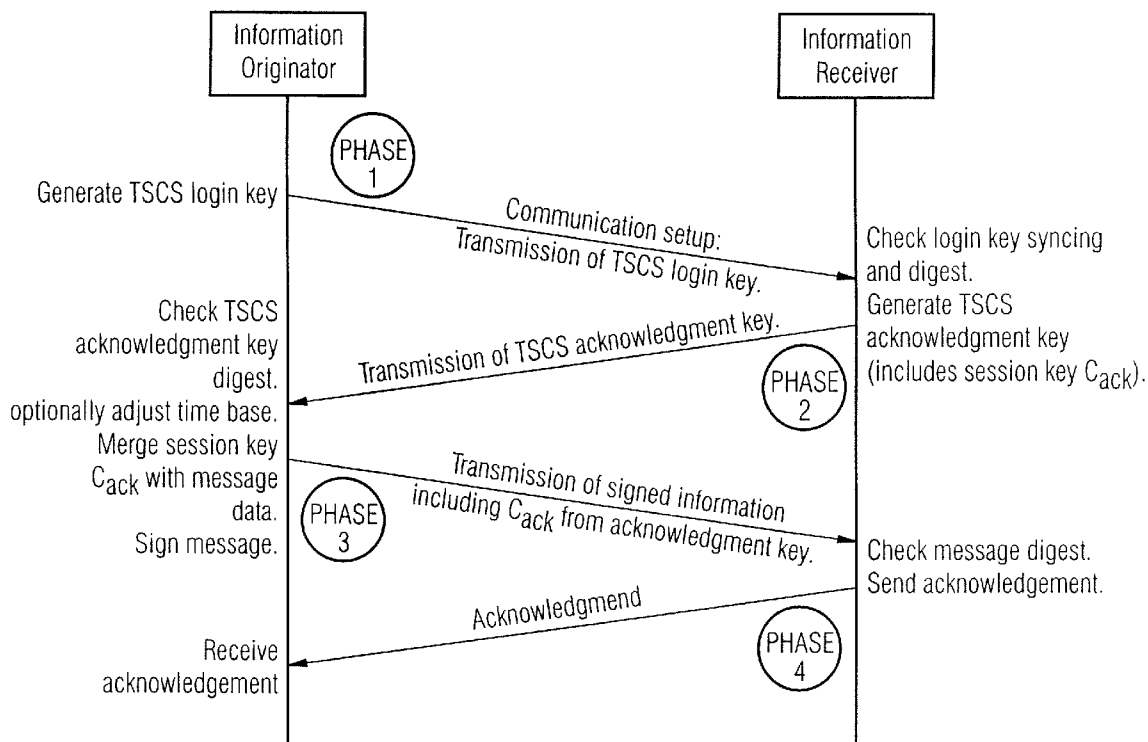 Information
Originator
Information
Receiver
PHASE
1
Generate TSCS login key
Communication setup:
Transmission of TSCS login key.
Check login key syncing
and digest.
Generate TSCS
acknowledgment key
(includes session key Cack).
Transmission of TSCS acknowledgment key.
PHASE
2
Check TSCS
acknowledgment key
digest.
optionally adjust time base.
Merge session key
Cack with message
data.
Sign message.
PHASE
3
Transmission of signed information
including Cack from acknowledgment key.
Check message digest.
Send acknowledgement.
Acknowledgmend
PHASE
4
Receive
acknowledgement